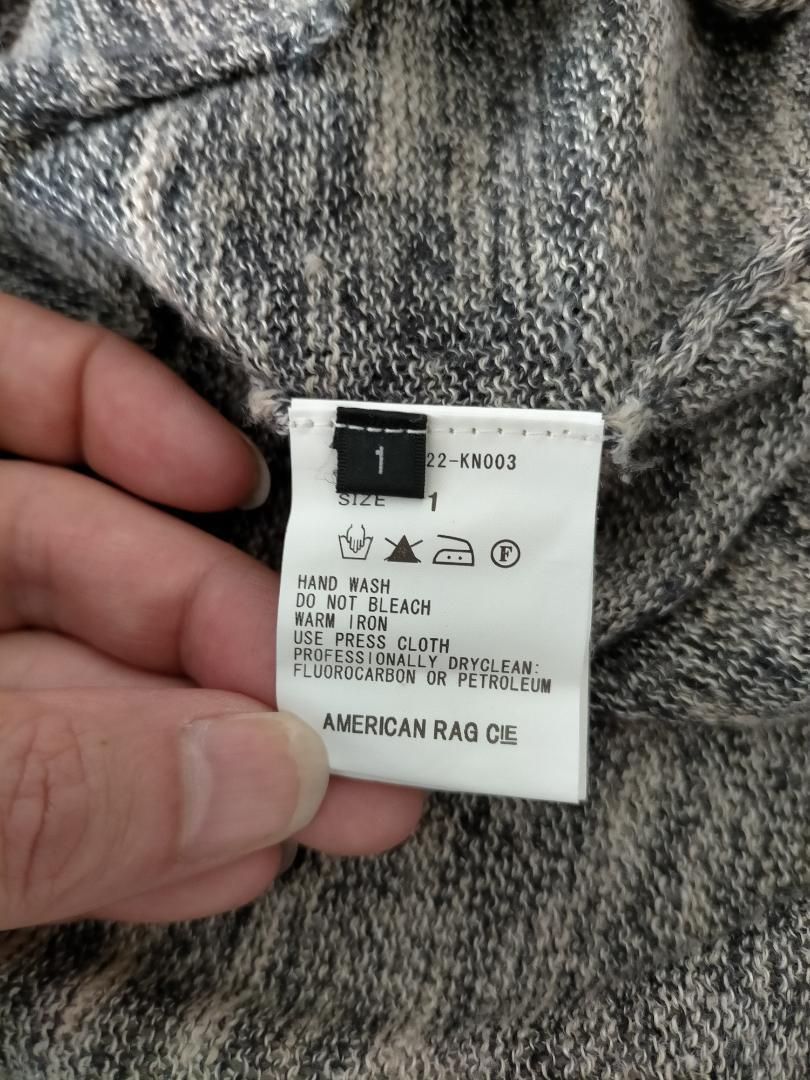 1
22-KN003
SIZE 1
F
HAND WASH
DO NOT BLEACH
WARM IRON
USE PRESS CLOTH
PROFESSIONALLY DRYCLEAN:
FLUOROCARBON OR PETROLEUM
AMERICAN RAG CIE